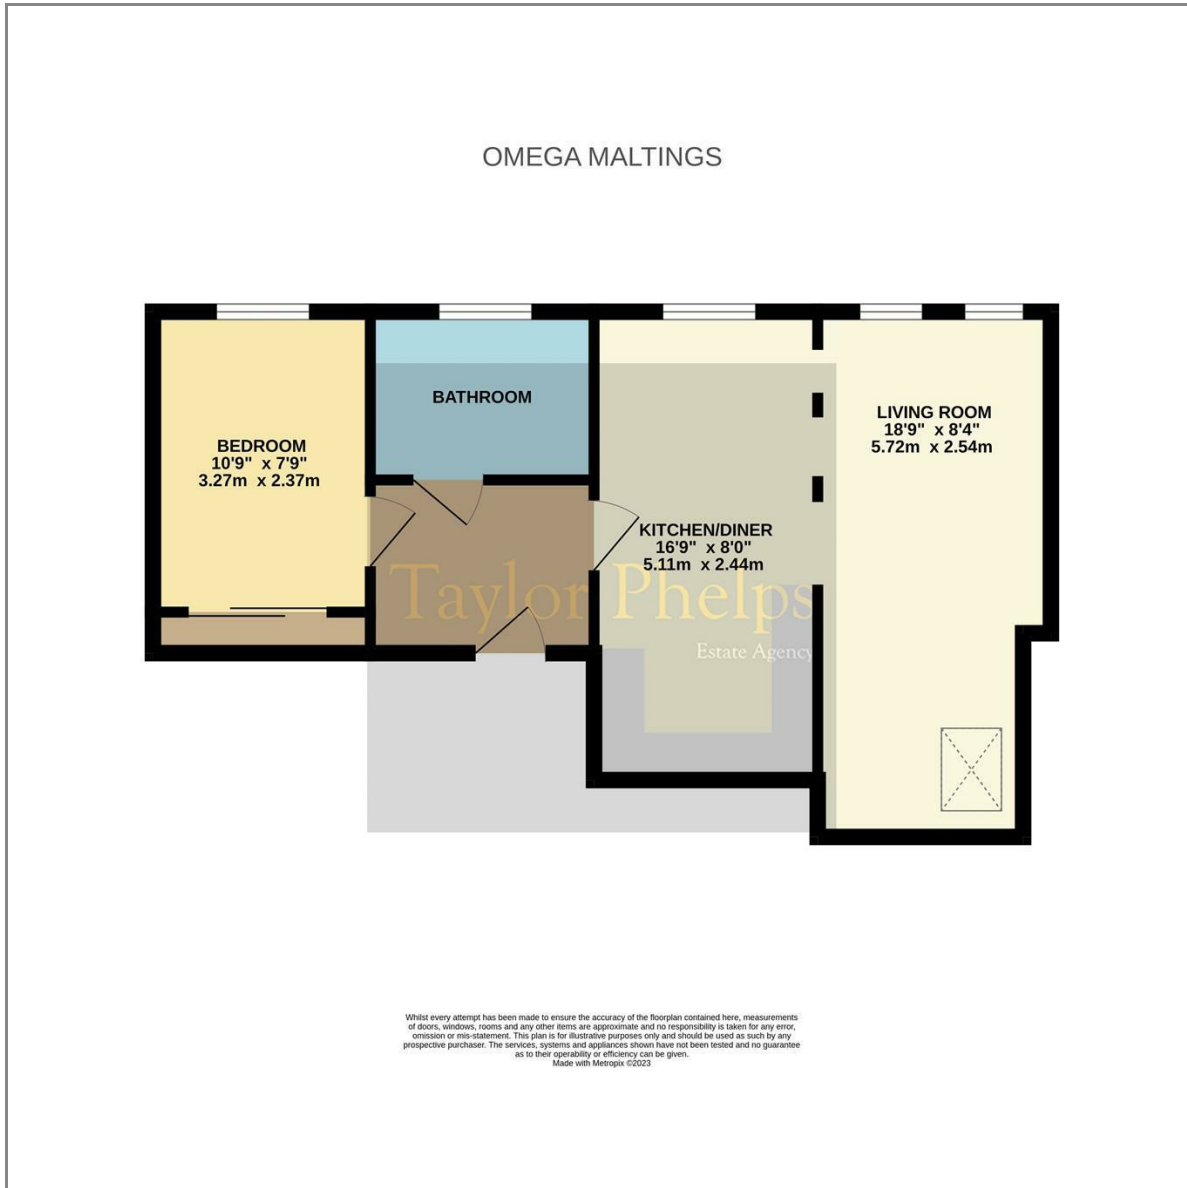 OMEGA MALTINGS
BEDROOM
10'9" x 7'9"
3.27m x 2.37m
BATHROOM
KITCHEN/DINER
16'9" x 8'0"
5.11m x 2.44m
LIVING ROOM
18'9" x 8'4"
5.72m x 2.54m
Taylor Phelps
Estate Agency
Whilst every attempt has been made to ensure the accuracy of the floorplan contained here, measurements
of doors, windows, rooms and any other items are approximate and no responsibility is taken for any error,
omission or mis-statement. This plan is for illustrative purposes only and should be used as such by any
prospective purchaser. The services, systems and appliances shown have not been tested and no guarantee
as to their operability or efficiency can be given.
Made with Metropix ©2023